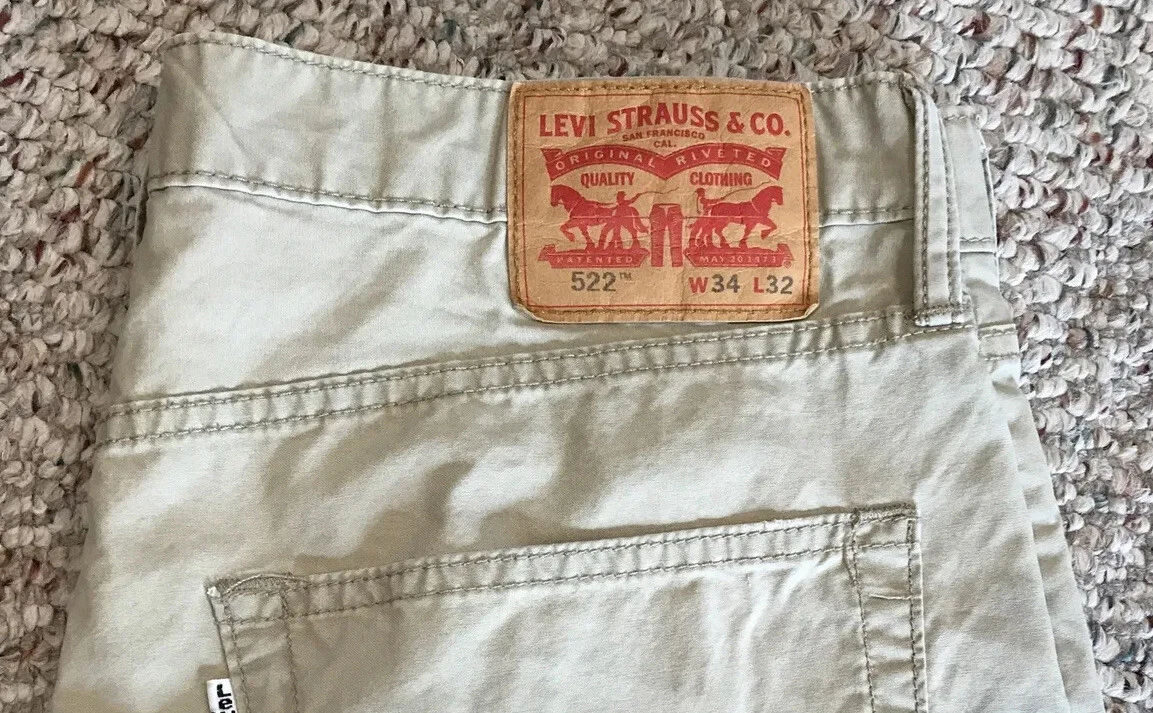 LEVI STRAUSS & CO.
SAN FRANCISCO
CAL.
ORIGINAL RIVETED
QUALITY CLOTHING
PATENTED MAY 20 1873
522™ W34 L32